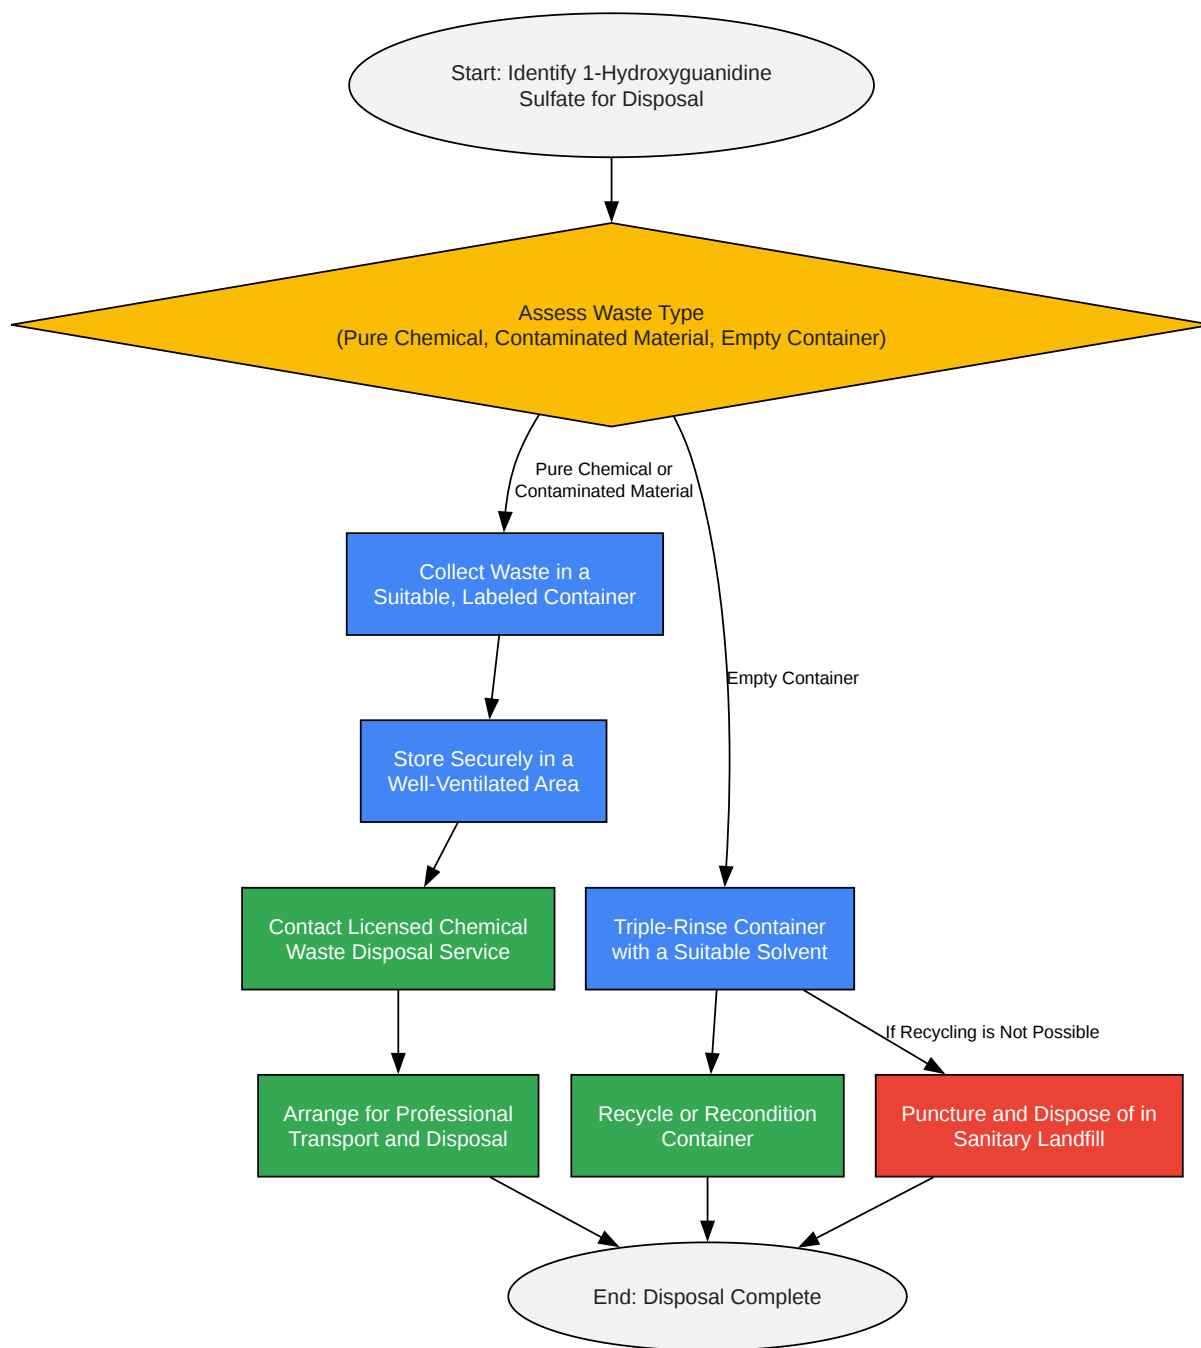 Start: Identify 1-Hydroxyguanidine
Sulfate for Disposal
Assess Waste Type
(Pure Chemical, Contaminated Material, Empty Container)
Pure Chemical or
Contaminated Material
Collect Waste in a
Suitable, Labeled Container
Empty Container
Store Securely in a
Well-Ventilated Area
Contact Licensed Chemical
Waste Disposal Service
Triple-Rinse Container
with a Suitable Solvent
If Recycling is Not Possible
Arrange for Professional
Transport and Disposal
Recycle or Recondition
Container
Puncture and Dispose of in
Sanitary Landfill
End: Disposal Complete